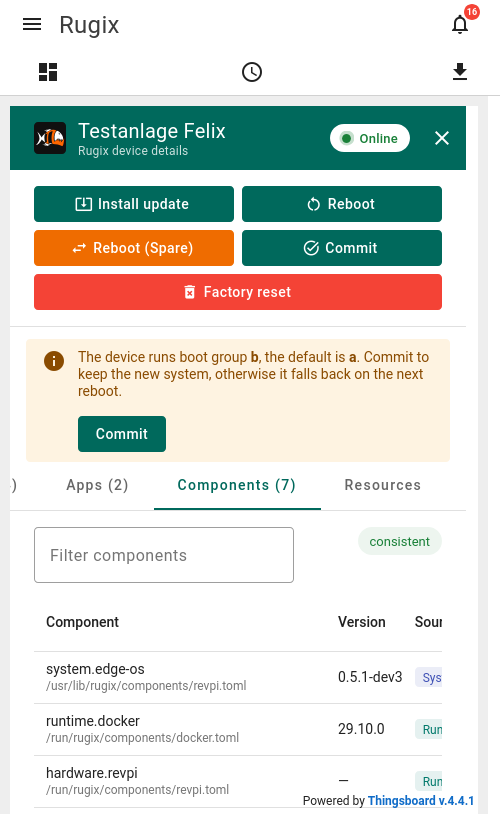 Rugix
16
Testanlage Felix
Rugix device details
Online
Install update
Reboot
Reboot (Spare)
Commit
Factory reset
The device runs boot group b, the default is a. Commit to
keep the new system, otherwise it falls back on the next
reboot.
Commit
)
Apps (2)
Components (7)
Resources
Filter components
consistent
Component
Version
Sour
system.edge-os
/usr/lib/rugix/components/revpi.toml
0.5.1-dev3
Sys
runtime.docker
/run/rugix/components/docker.toml
29.10.0
Run
hardware.revpi
/run/rugix/components/revpi.toml
—
Run
Powered by Thingsboard v.4.4.1